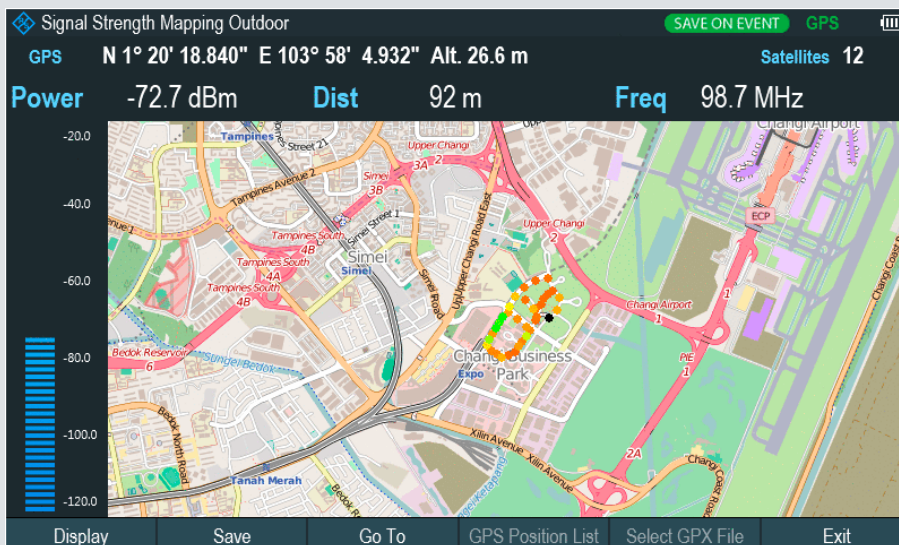 Signal Strength Mapping Outdoor SAVE ON EVENT GPS
GPS N 1° 20' 18.840" E 103° 58' 4.932" Alt. 26.6 m Satellites 12
Power -72.7 dBm Dist 92 m Freq 98.7 MHz
-20.0
-40.0
-60.0
-80.0
-100.0
-120.0
Changi Airport
Tampines
Street 21
Upper Changi
2
3A
Simei
3B
Tampines Avenue 2
Simei Street 1
Tampines South
4B
Simei
Simei
Tampines South
4A
Tampines South
4B
Simei Road
Upper Changi Road East
Upper Changi
2
ECP
1
1
Changi Airport
1
PIE
1
Changi Coast
Bedok Reservoir
6
Sungei Bedok
Changi Business
Park
Expo
Bedok North Road
Xilin Avenue
Xilin Avenue
2A
Tanah Merah
Changi Coast Road
Display Save Go To GPS Position List Select GPX File Exit